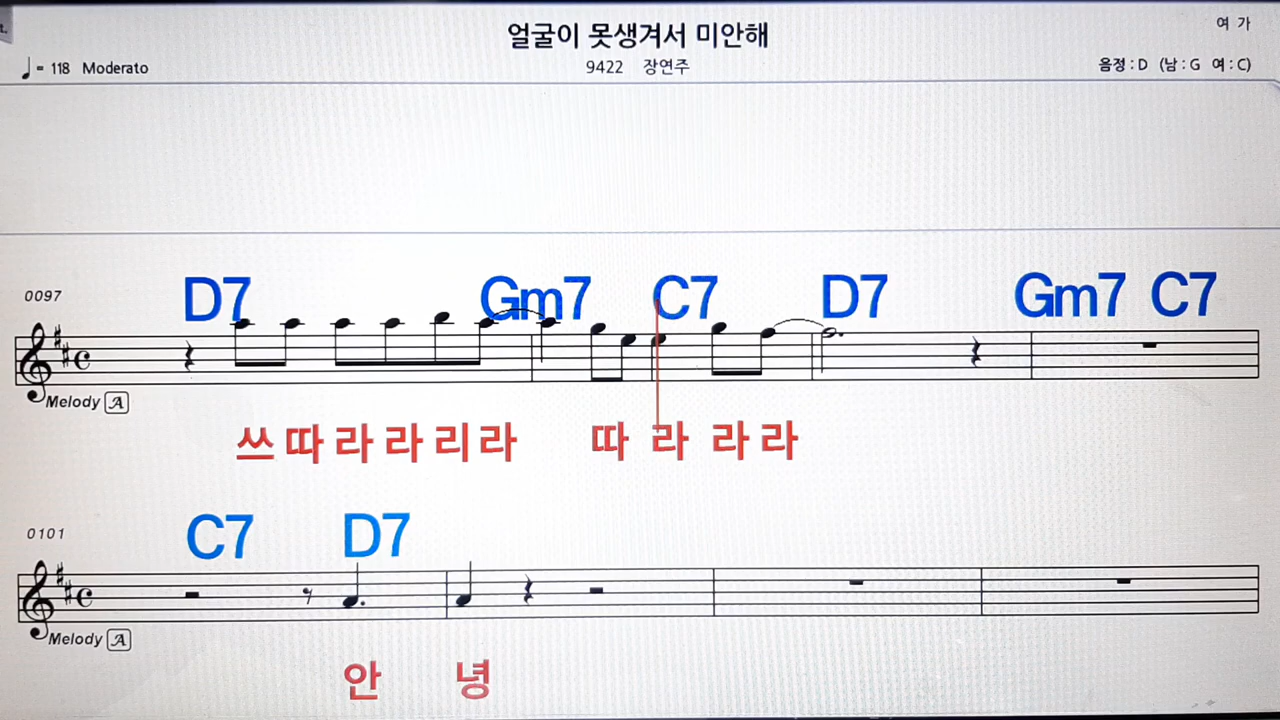 얼굴이 못생겨서 미안해
여 가
♩= 118 Moderato
9422 장연주
음정 : D (남 : G 여 : C)
0097
D7 Gm7 C7 D7 Gm7 C7
Melody A
쓰 따 라 라 리 라 따 라 라 라
0101
C7 D7
Melody A
안 녕